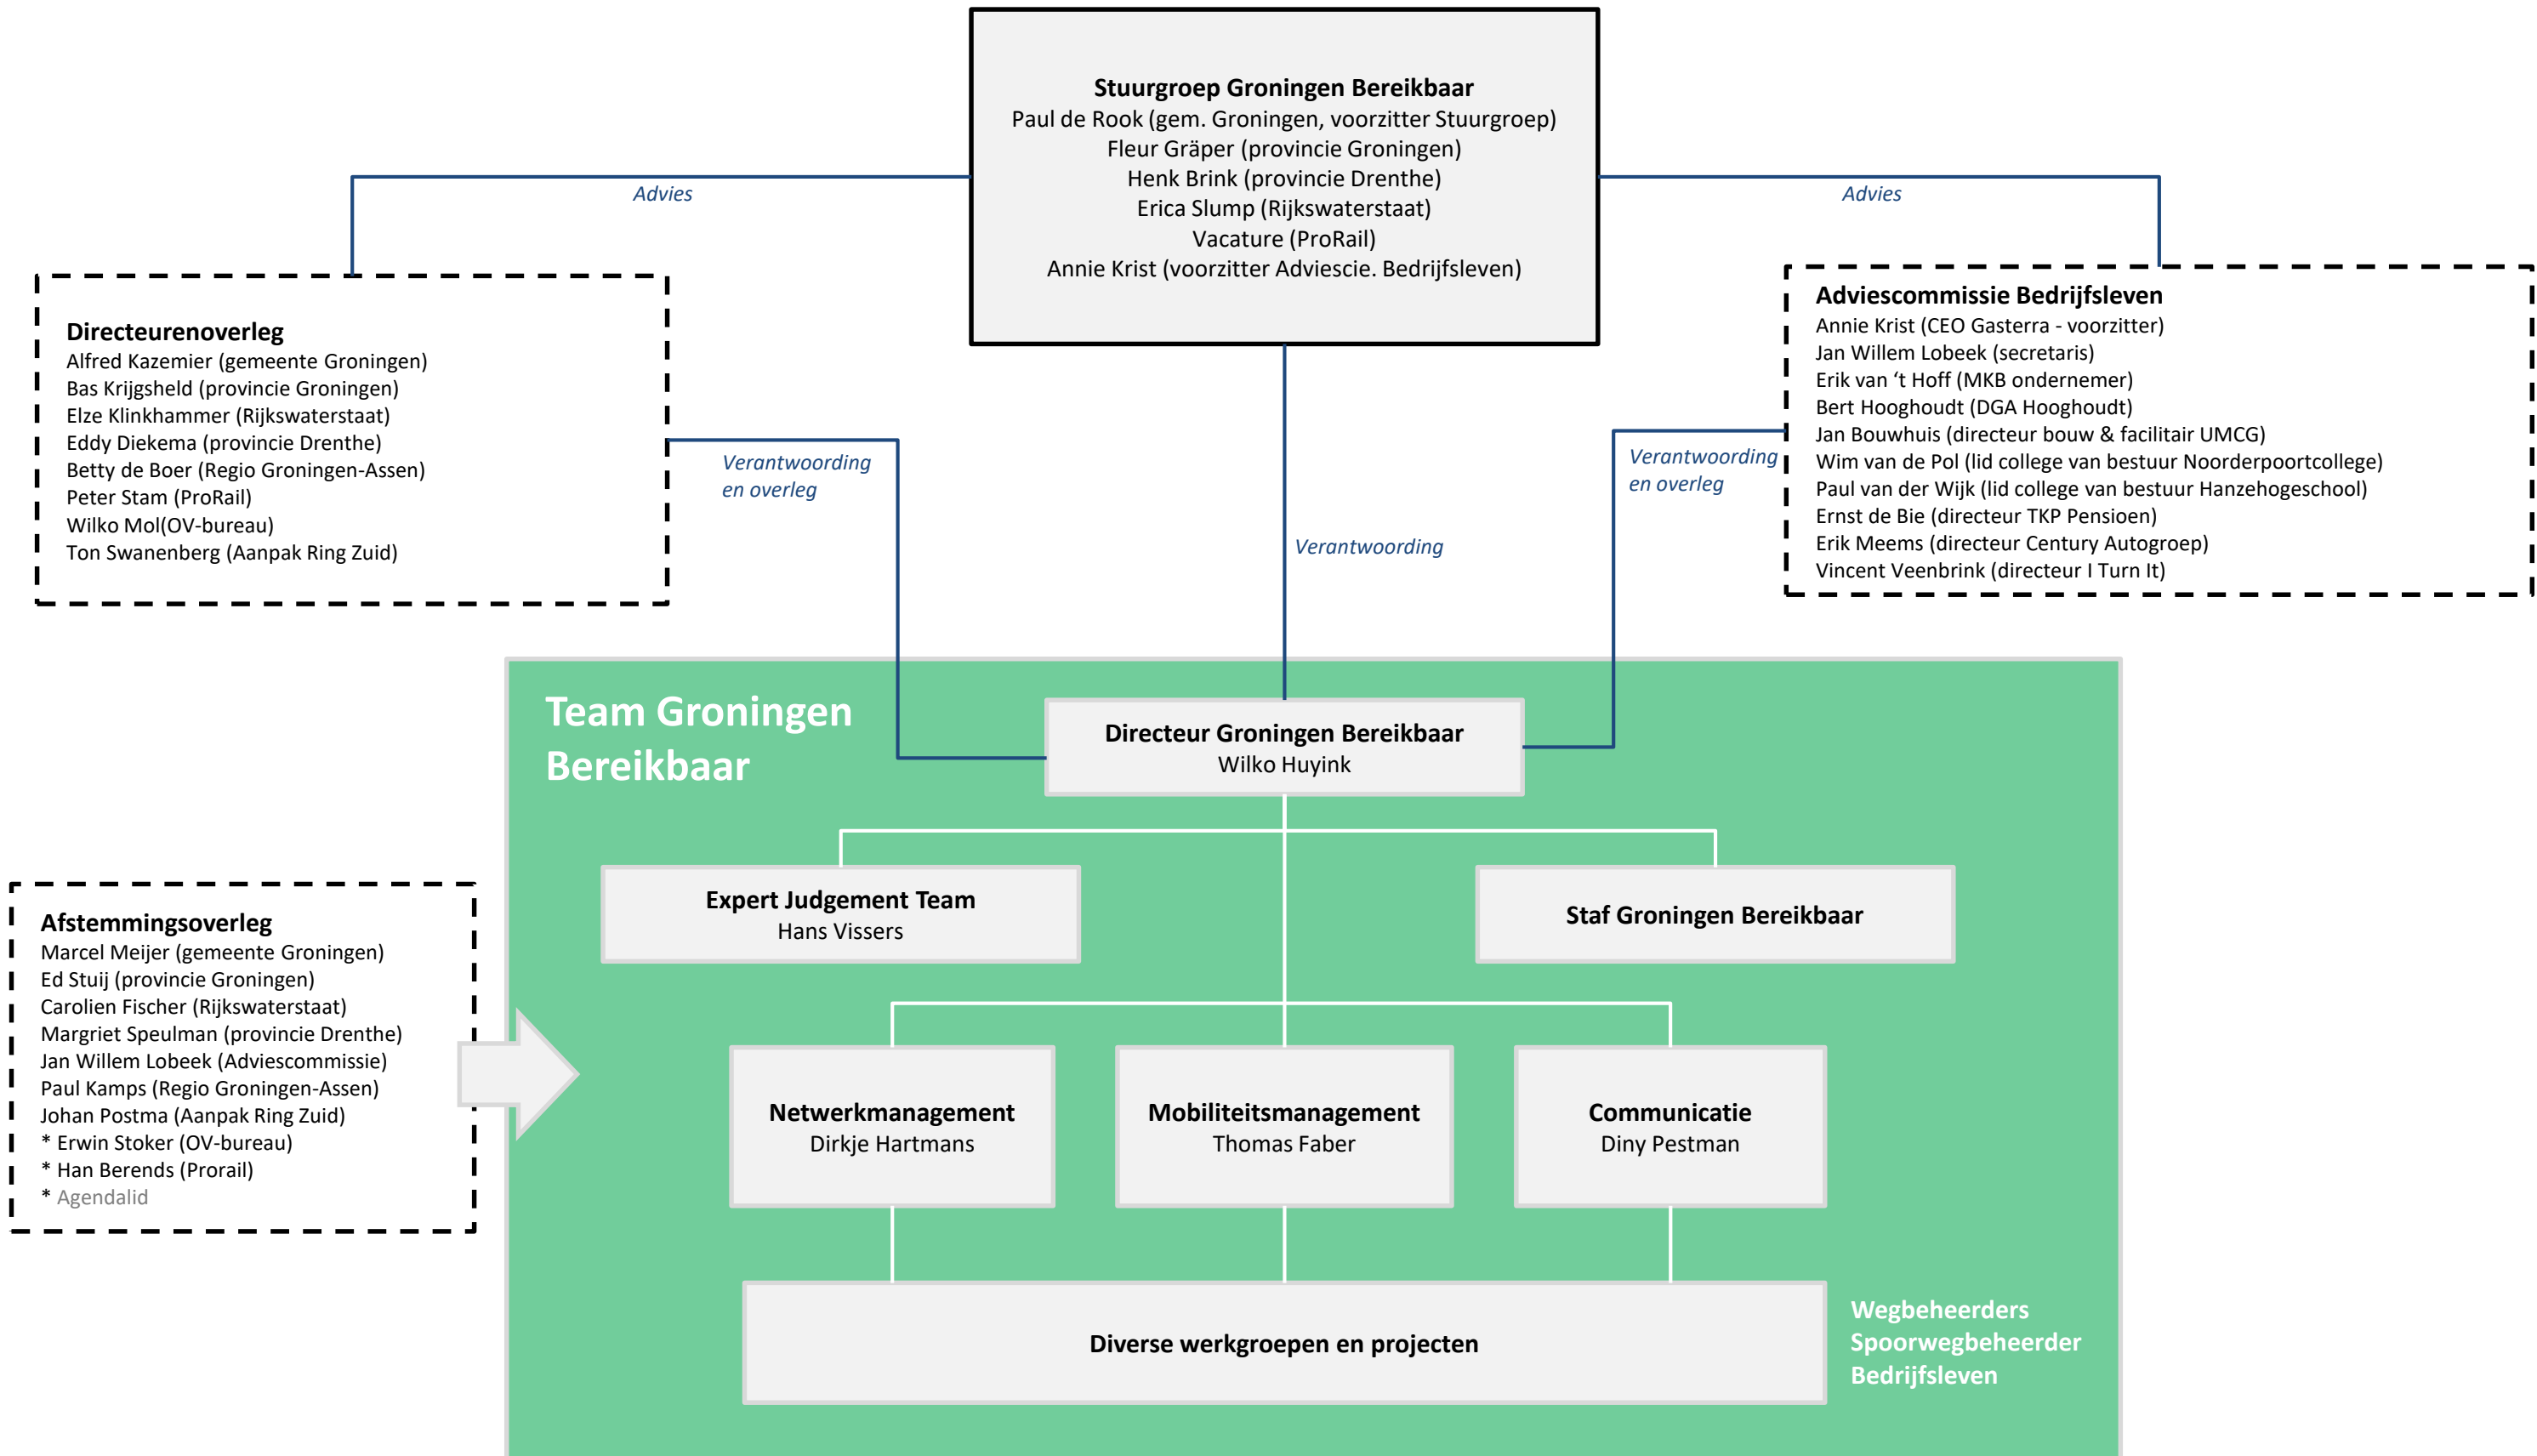 Stuurgroep Groningen Bereikbaar
Paul de Rook (gem. Groningen, voorzitter Stuurgroep)
Fleur Gräper (provincie Groningen)
Henk Brink (provincie Drenthe)
Erica Slump (Rijkswaterstaat)
Vacature (ProRail)
Annie Krist (voorzitter Adviescie. Bedrijfsleven)
Advies
Advies
Directeurenoverleg
Alfred Kazemier (gemeente Groningen)
Bas Krijgsheld (provincie Groningen)
Elze Klinkhammer (Rijkswaterstaat)
Eddy Diekema (provincie Drenthe)
Betty de Boer (Regio Groningen-Assen)
Peter Stam (ProRail)
Wilko Mol(OV-bureau)
Ton Swanenberg (Aanpak Ring Zuid)
Adviescommissie Bedrijfsleven
Annie Krist (CEO Gasterra - voorzitter)
Jan Willem Lobeek (secretaris)
Erik van ‘t Hoff (MKB ondernemer)
Bert Hooghoudt (DGA Hooghoudt)
Jan Bouwhuis (directeur bouw & facilitair UMCG)
Wim van de Pol (lid college van bestuur Noorderpoortcollege)
Paul van der Wijk (lid college van bestuur Hanzehogeschool)
Ernst de Bie (directeur TKP Pensioen)
Erik Meems (directeur Century Autogroep)
Vincent Veenbrink (directeur I Turn It)
Verantwoording
en overleg
Verantwoording
Verantwoording
en overleg
Team Groningen
Bereikbaar
Directeur Groningen Bereikbaar
Wilko Huyink
Expert Judgement Team
Hans Vissers
Staf Groningen Bereikbaar
Afstemmingsoverleg
Marcel Meijer (gemeente Groningen)
Ed Stuij (provincie Groningen)
Carolien Fischer (Rijkswaterstaat)
Margriet Speulman (provincie Drenthe)
Jan Willem Lobeek (Adviescommissie)
Paul Kamps (Regio Groningen-Assen)
Johan Postma (Aanpak Ring Zuid)
* Erwin Stoker (OV-bureau)
* Han Berends (Prorail)
* Agendalid
Netwerkmanagement
Dirkje Hartmans
Mobiliteitsmanagement
Thomas Faber
Communicatie
Diny Pestman
Diverse werkgroepen en projecten
Wegbeheerders
Spoorwegbeheerder
Bedrijfsleven